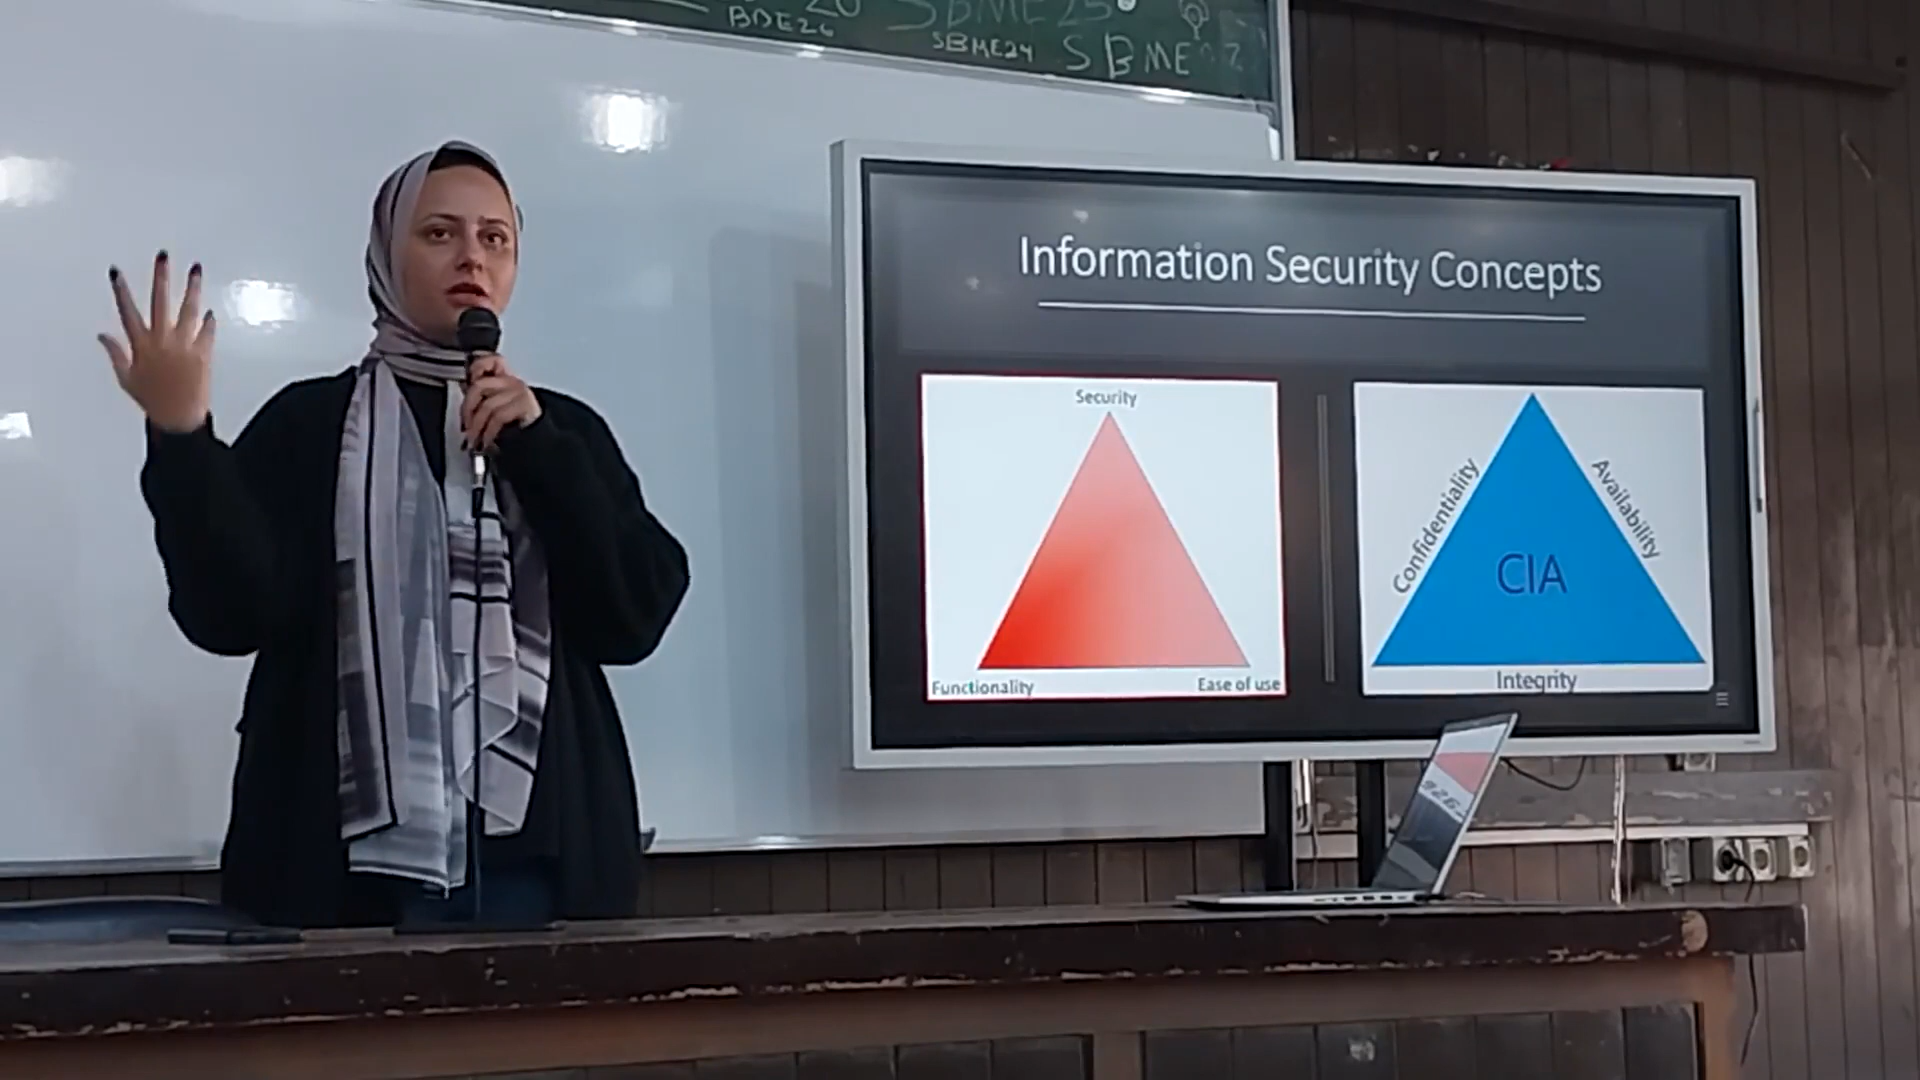 BDE26
SBME25
SBME24
SBME
Information Security Concepts
Security
Functionality
Ease of use
Confidentiality
Availability
CIA
Integrity